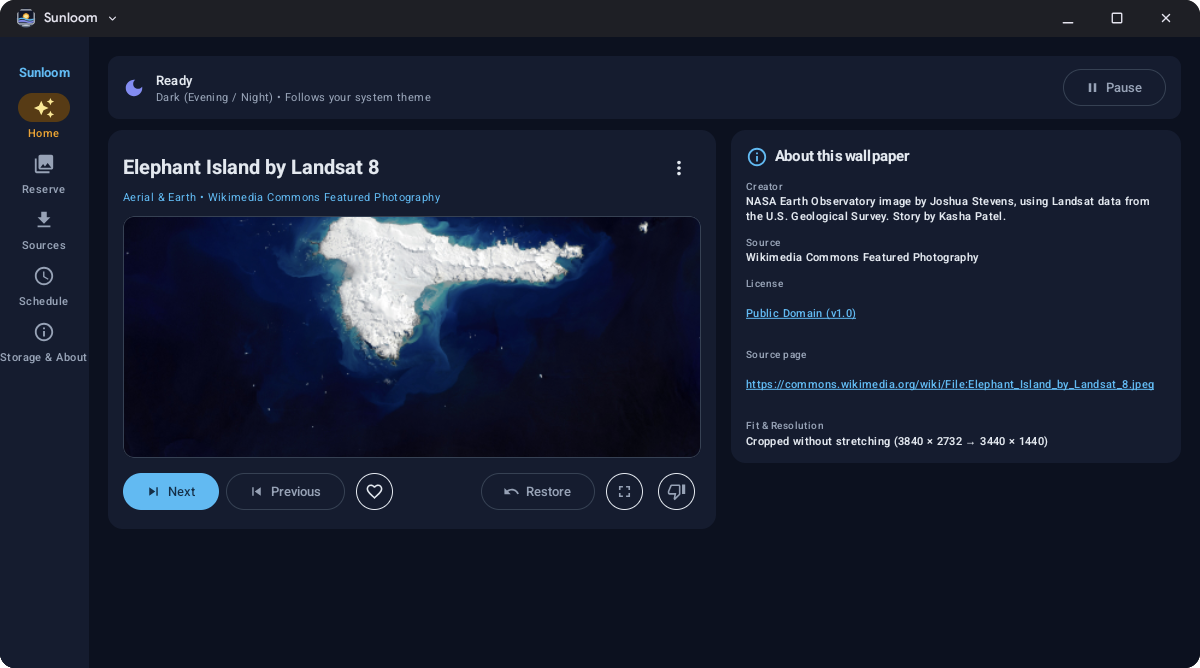 Sunloom
Sunloom
Home
Reserve
Sources
Schedule
Storage & About
Ready
Dark (Evening / Night) • Follows your system theme
Pause
Elephant Island by Landsat 8
Aerial & Earth • Wikimedia Commons Featured Photography
Next
Previous
Restore
About this wallpaper
Creator
NASA Earth Observatory image by Joshua Stevens, using Landsat data from
the U.S. Geological Survey. Story by Kasha Patel.
Source
Wikimedia Commons Featured Photography
License
Public Domain (v1.0)
Source page
https://commons.wikimedia.org/wiki/File:Elephant_Island_by_Landsat_8.jpeg
Fit & Resolution
Cropped without stretching (3840 × 2732 → 3440 × 1440)